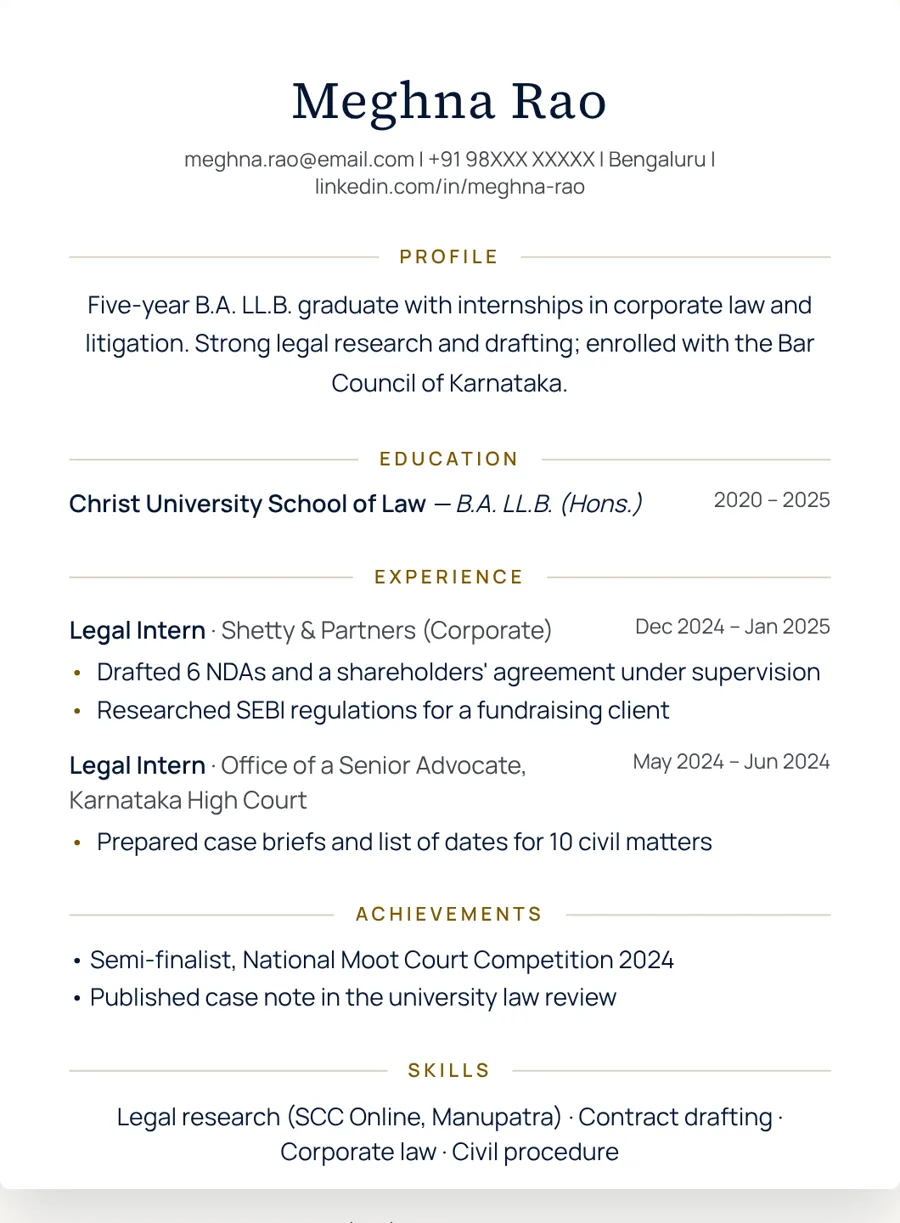 Meghna Rao
meghna.rao@email.com | +91 98XXX XXXXX | Bengaluru |
linkedin.com/in/meghna-rao
PROFILE
Five-year B.A. LL.B. graduate with internships in corporate law and
litigation. Strong legal research and drafting; enrolled with the Bar
Council of Karnataka.
EDUCATION
Christ University School of Law — B.A. LL.B. (Hons.) 2020 – 2025
EXPERIENCE
Legal Intern · Shetty & Partners (Corporate) Dec 2024 – Jan 2025
• Drafted 6 NDAs and a shareholders' agreement under supervision
• Researched SEBI regulations for a fundraising client
Legal Intern · Office of a Senior Advocate, May 2024 – Jun 2024
Karnataka High Court
• Prepared case briefs and list of dates for 10 civil matters
ACHIEVEMENTS
• Semi-finalist, National Moot Court Competition 2024
• Published case note in the university law review
SKILLS
Legal research (SCC Online, Manupatra) · Contract drafting ·
Corporate law · Civil procedure